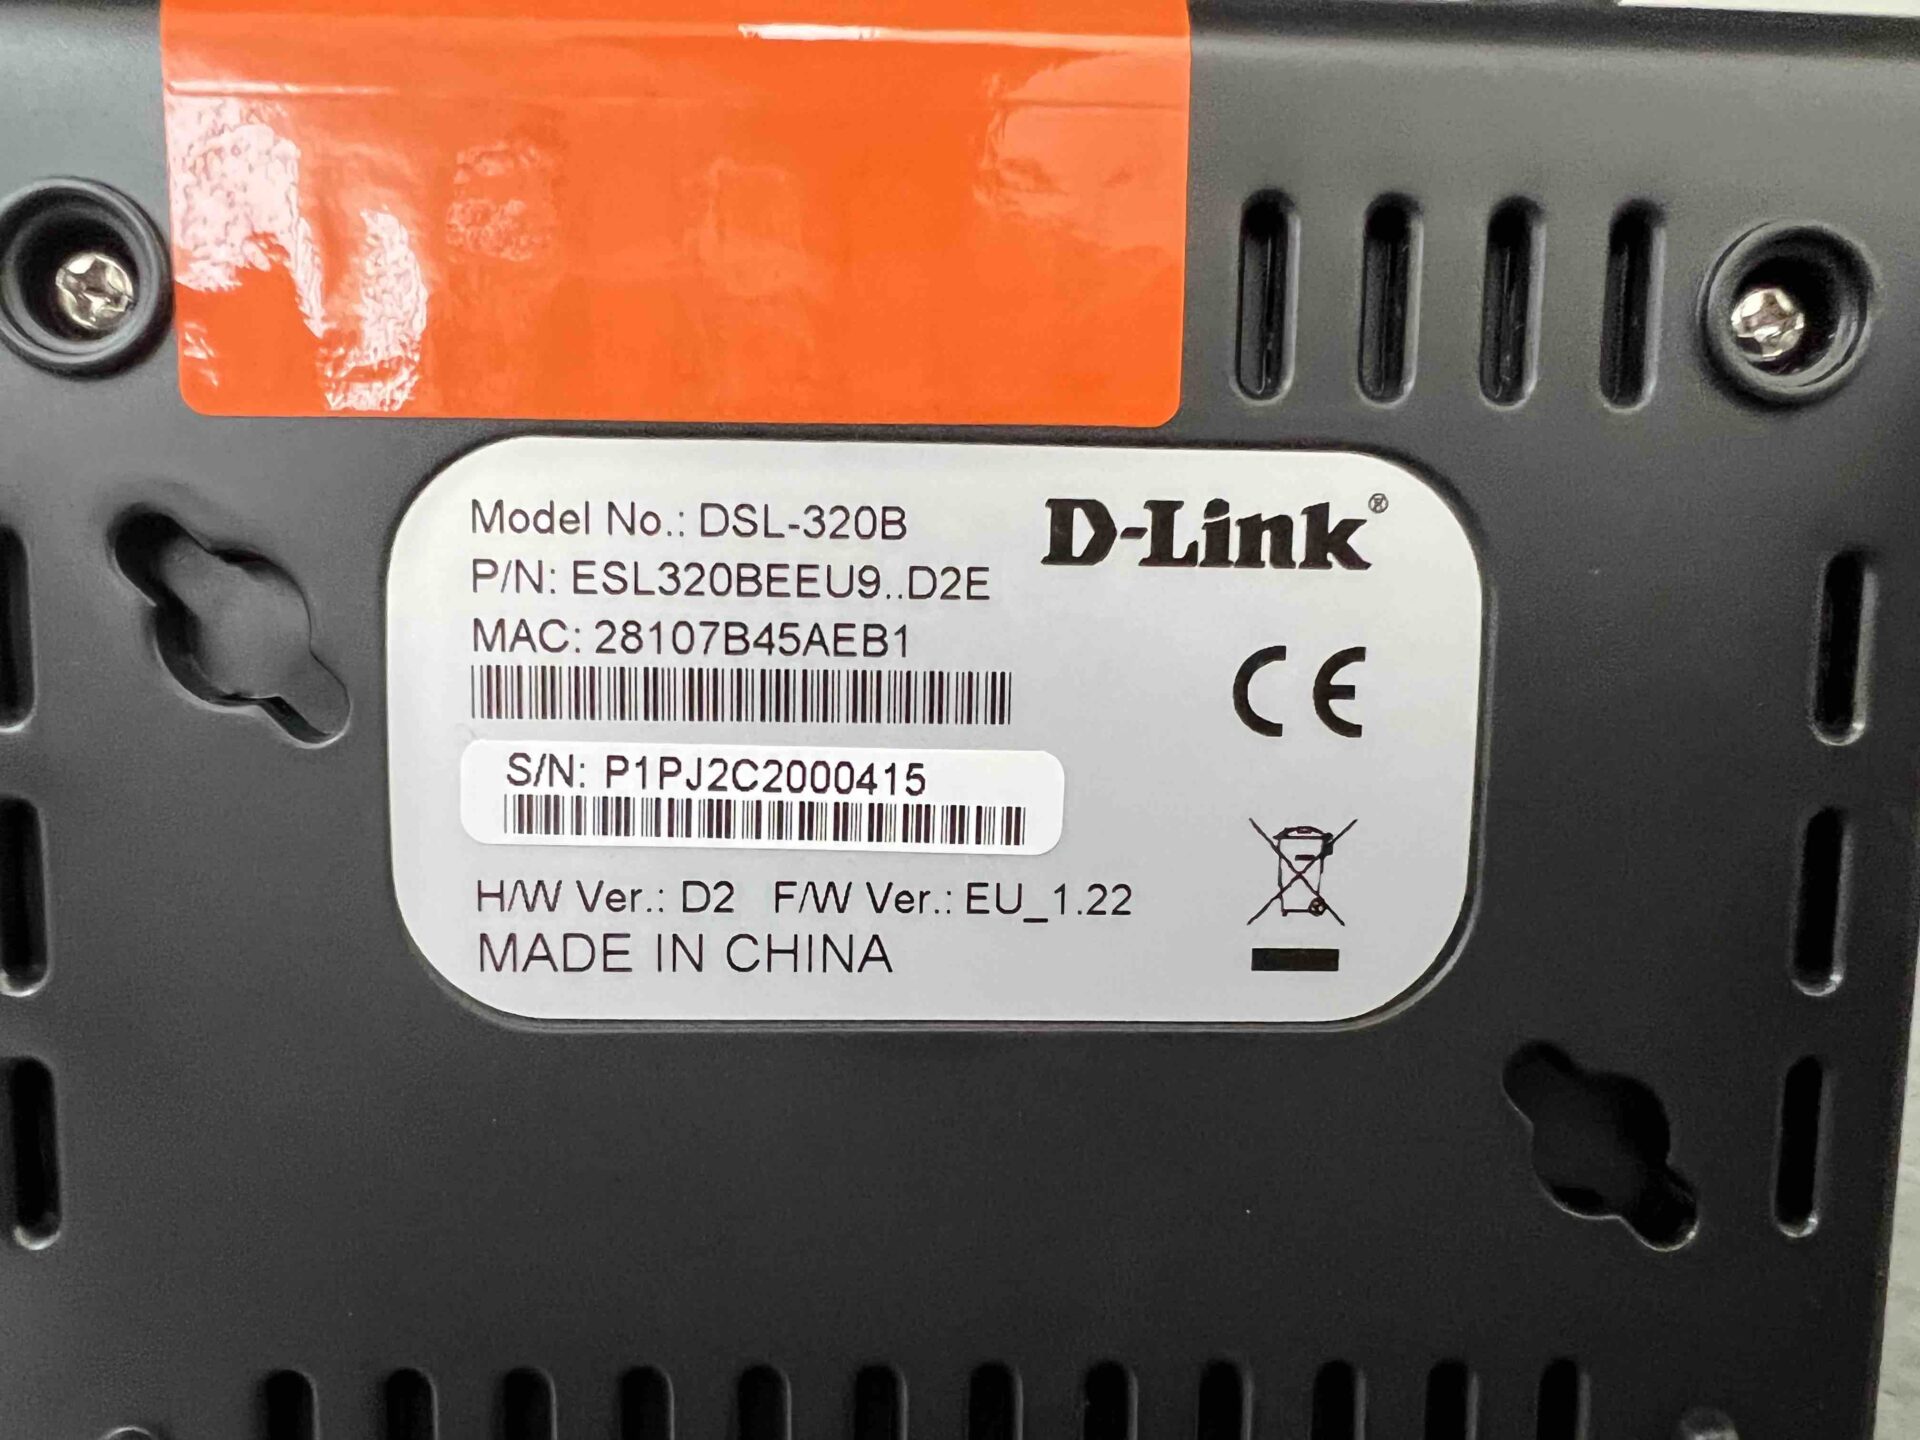 Model No.: DSL-320B
D-Link®
P/N: ESL320BEEU9..D2E
MAC: 28107B45AEB1
CE
S/N: P1PJ2C2000415
H/W Ver.: D2 F/W Ver.: EU_1.22
MADE IN CHINA